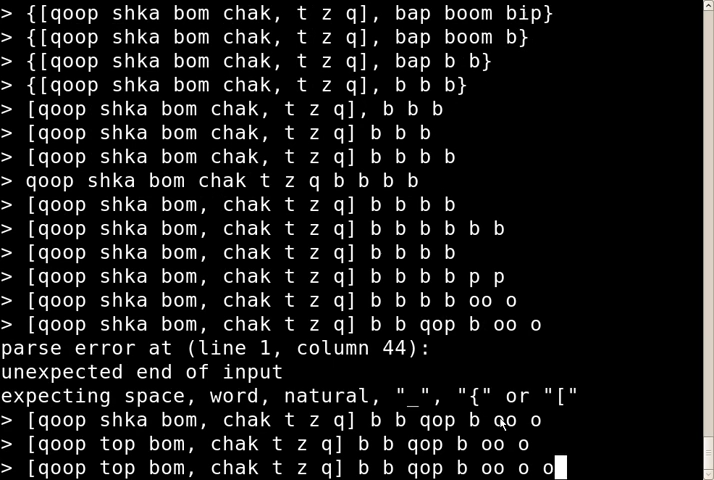 > {[qoop shka bom chak, t z q], bap boom bip}
> {[qoop shka bom chak, t z q], bap boom b}
> {[qoop shka bom chak, t z q], bap b b}
> {[qoop shka bom chak, t z q], b b b}
> [qoop shka bom chak, t z q], b b b
> [qoop shka bom chak, t z q] b b b
> [qoop shka bom chak, t z q] b b b b
> qoop shka bom chak t z q b b b b
> [qoop shka bom, chak t z q] b b b b
> [qoop shka bom, chak t z q] b b b b b b
> [qoop shka bom, chak t z q] b b b b
> [qoop shka bom, chak t z q] b b b b p p
> [qoop shka bom, chak t z q] b b b b oo o
> [qoop shka bom, chak t z q] b b qop b oo o
parse error at (line 1, column 44):
unexpected end of input
expecting space, word, natural, "_", "{" or "["
> [qoop shka bom, chak t z q] b b qop b oo o
> [qoop top bom, chak t z q] b b qop b oo o
> [qoop top bom, chak t z q] b b qop b oo o o